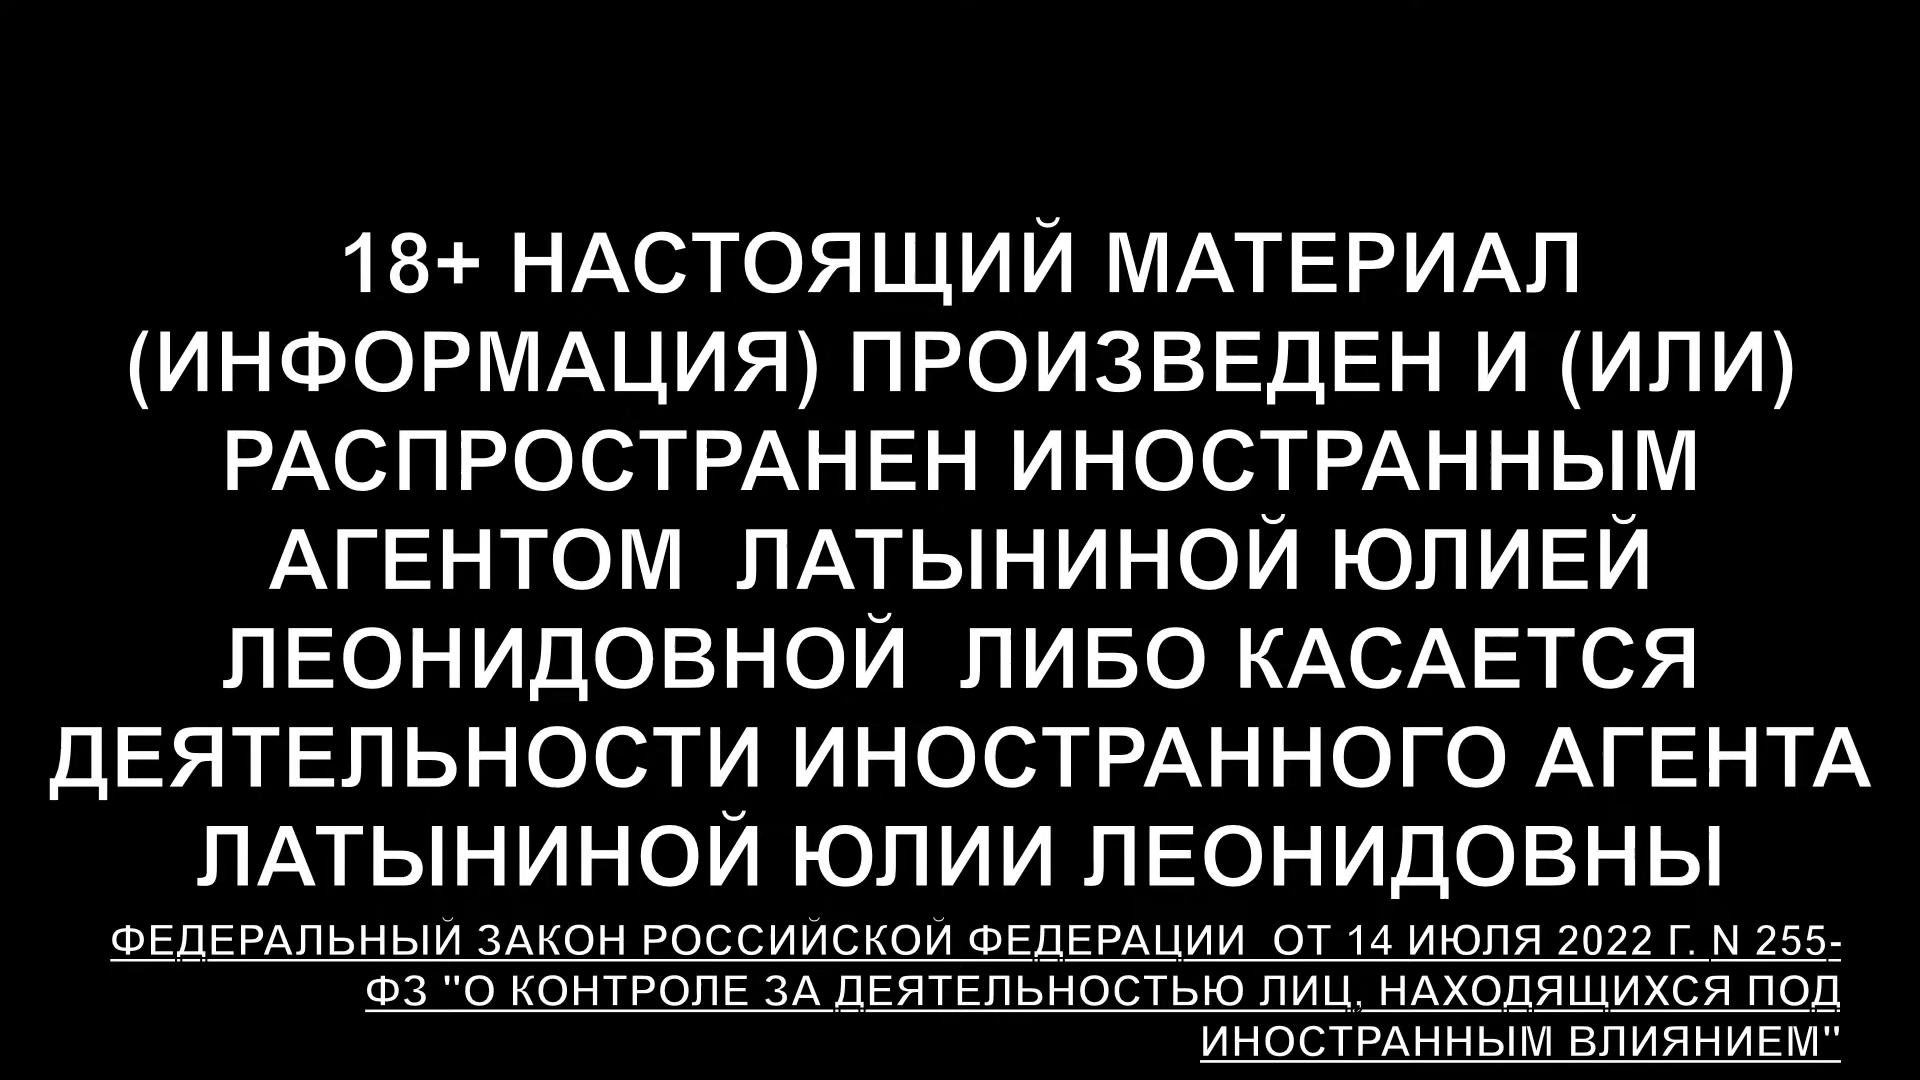 18+ НАСТОЯЩИЙ МАТЕРИАЛ
(ИНФОРМАЦИЯ) ПРОИЗВЕДЕН И (ИЛИ)
РАСПРОСТРАНЕН ИНОСТРАННЫМ
АГЕНТОМ  ЛАТЫНИНОЙ ЮЛИЕЙ
ЛЕОНИДОВНОЙ  ЛИБО КАСАЕТСЯ
ДЕЯТЕЛЬНОСТИ ИНОСТРАННОГО АГЕНТА
ЛАТЫНИНОЙ ЮЛИИ ЛЕОНИДОВНЫ
ФЕДЕРАЛЬНЫЙ ЗАКОН РОССИЙСКОЙ ФЕДЕРАЦИИ  ОТ 14 ИЮЛЯ 2022 Г. N 255-
ФЗ "О КОНТРОЛЕ ЗА ДЕЯТЕЛЬНОСТЬЮ ЛИЦ, НАХОДЯЩИХСЯ ПОД
ИНОСТРАННЫМ ВЛИЯНИЕМ"